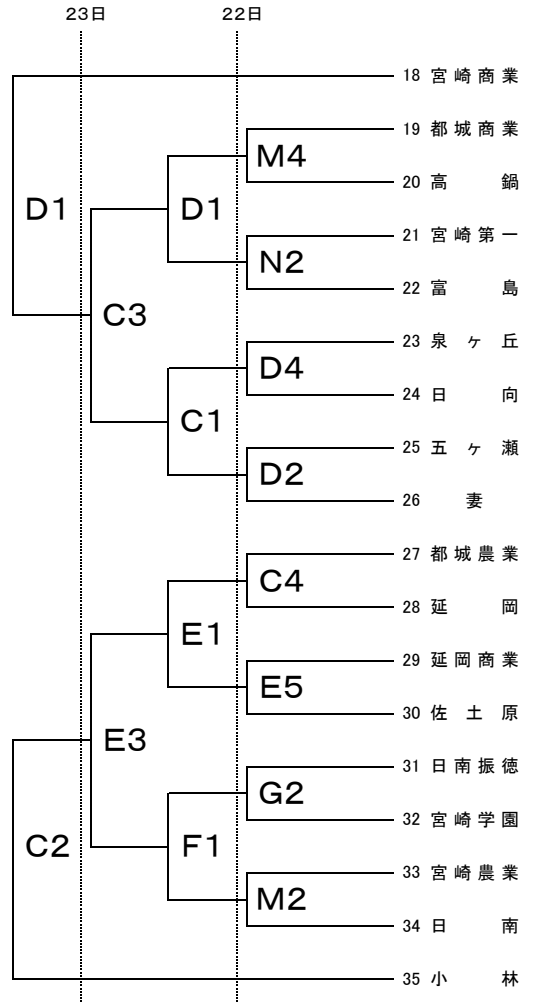 23日 22日
18 宮崎商業
19 都城商業
M4
20 高鍋
D1 D1
21 宮崎第一
N2
22 富島
C3
23 泉ヶ丘
D4
24 日向
C1
25 五ヶ瀬
D2
26 妻
27 都城農業
C4
28 延岡
E1
29 延岡商業
E5
30 佐土原
E3
31 日南振徳
G2
32 宮崎学園
C2 F1
33 宮崎農業
M2
34 日南
35 小林